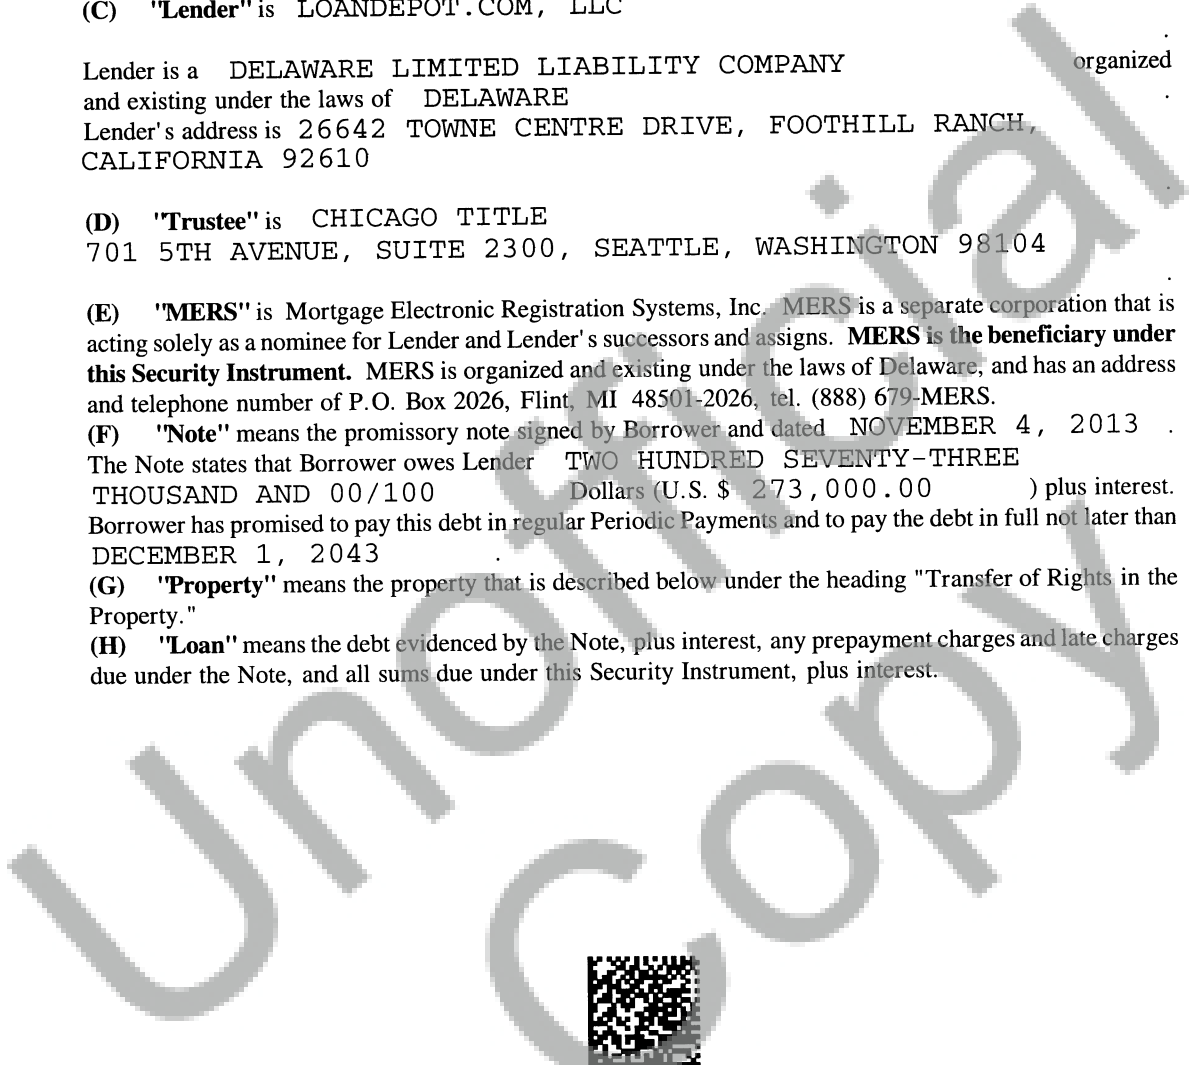 (C) "Lender" is LOANDEPOT.COM, LLC
.
Lender is a DELAWARE LIMITED LIABILITY COMPANY organized
and existing under the laws of DELAWARE .
Lender's address is 26642 TOWNE CENTRE DRIVE, FOOTHILL RANCH,
CALIFORNIA 92610
.
(D) "Trustee" is CHICAGO TITLE
701 5TH AVENUE, SUITE 2300, SEATTLE, WASHINGTON 98104
.
(E) "MERS" is Mortgage Electronic Registration Systems, Inc. MERS is a separate corporation that is
acting solely as a nominee for Lender and Lender's successors and assigns. MERS is the beneficiary under
this Security Instrument. MERS is organized and existing under the laws of Delaware, and has an address
and telephone number of P.O. Box 2026, Flint, MI 48501-2026, tel. (888) 679-MERS.
(F) "Note" means the promissory note signed by Borrower and dated NOVEMBER 4, 2013 .
The Note states that Borrower owes Lender TWO HUNDRED SEVENTY-THREE
THOUSAND AND 00/100 Dollars (U.S. $ 273,000.00 ) plus interest.
Borrower has promised to pay this debt in regular Periodic Payments and to pay the debt in full not later than
DECEMBER 1, 2043 .
(G) "Property" means the property that is described below under the heading "Transfer of Rights in the
Property."
(H) "Loan" means the debt evidenced by the Note, plus interest, any prepayment charges and late charges
due under the Note, and all sums due under this Security Instrument, plus interest.
Unofficial
Copy